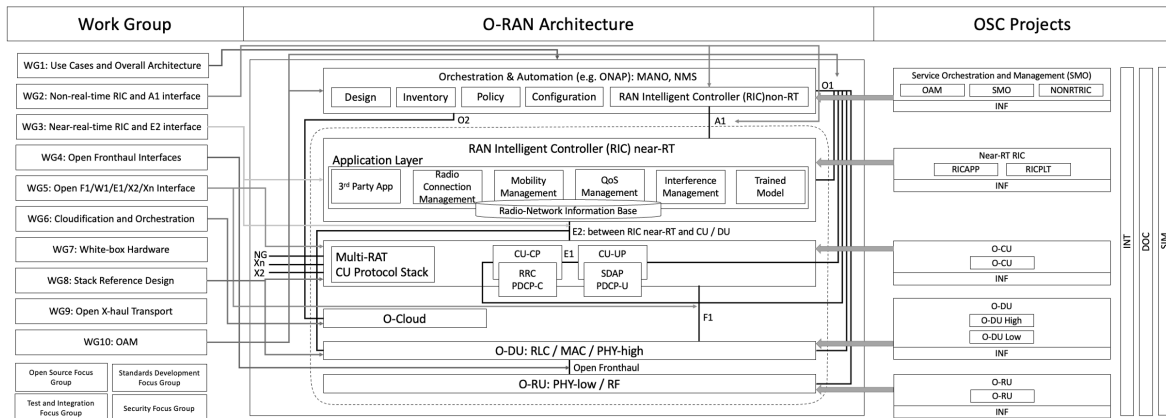 Work Group
O-RAN Architecture
OSC Projects
WG1: Use Cases and Overall Architecture
WG2: Non-real-time RIC and A1 interface
WG3: Near-real-time RIC and E2 interface
WG4: Open Fronthaul Interfaces
WG5: Open F1/W1/E1/X2/Xn Interface
WG6: Cloudification and Orchestration
WG7: White-box Hardware
WG8: Stack Reference Design
WG9: Open X-haul Transport
WG10: OAM
Open Source Focus
Group
Standards Development
Focus Group
Test and Integration
Focus Group
Security Focus Group
Orchestration & Automation (e.g. ONAP): MANO, NMS
Design
Inventory
Policy
Configuration
RAN Intelligent Controller (RIC)non-RT
O1
O2
A1
RAN Intelligent Controller (RIC) near-RT
Application Layer
3rd Party App
Radio
Connection
Management
Mobility
Management
QoS
Management
Interference
Management
Trained
Model
Radio-Network Information Base
E2: between RIC near-RT and CU / DU
NG
Xn
X2
Multi-RAT
CU Protocol Stack
CU-CP
E1
CU-UP
RRC
PDCP-C
SDAP
PDCP-U
O-Cloud
F1
O-DU: RLC / MAC / PHY-high
Open Fronthaul
O-RU: PHY-low / RF
Service Orchestration and Management (SMO)
OAM
SMO
NONRTRIC
INF
Near-RT RIC
RICAPP
RICPLT
INF
O-CU
O-CU
INF
O-DU
O-DU High
O-DU Low
INF
O-RU
O-RU
INF
INT
DOC
SIM